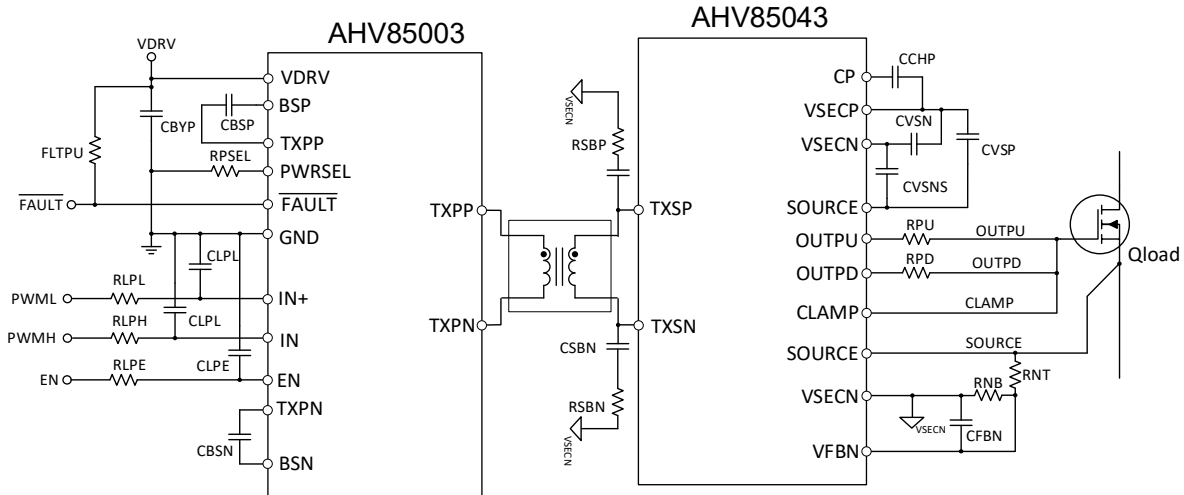 AHV85003
AHV85043
VDRV
VDRV
BSP
CBSP
CBYP
TXPP
FLTPU
RPSEL
PWRSEL
FAULT
FAULT
GND
CLPL
RLPL
PWML
IN+
CLPL
RLPH
PWMH
IN
RLPE
CLPE
EN
EN
TXPN
CBSN
BSN
TXPP
TXPN
VSECN
RSBP
TXSP
TXSN
CSBN
RSBN
VSECN
CP
CCHP
VSECP
CVSN
VSECN
CVSP
CVSNS
SOURCE
OUTPU
RPU
OUTPU
OUTPD
RPD
OUTPD
Qload
CLAMP
CLAMP
SOURCE
SOURCE
RNT
RNB
VSECN
VSECN
CFBN
VFBN